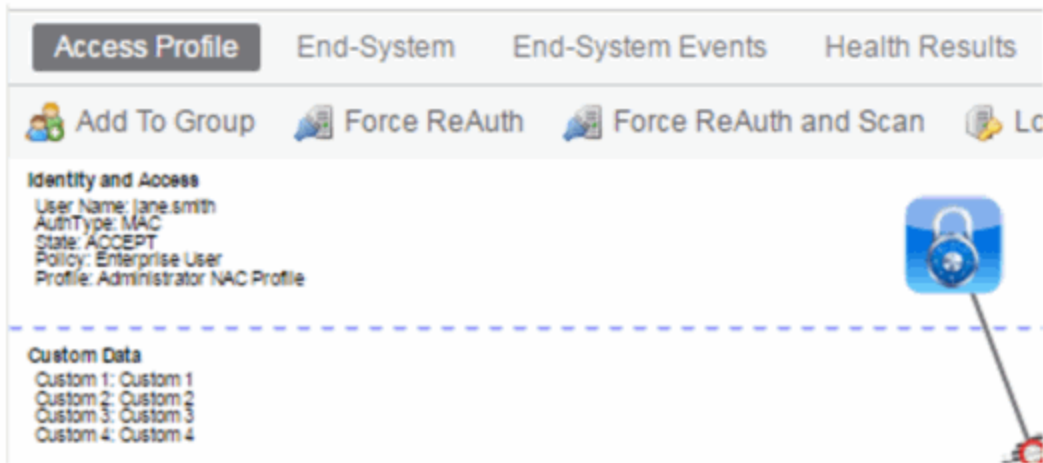 Access Profile End-System End-System Events Health Results
Add To Group Force ReAuth Force ReAuth and Scan
Identity and Access
User Name: jane.smith
AuthType: MAC
State: ACCEPT
Policy: Enterprise User
Profile: Administrator NAC Profile
Custom Data
Custom 1: Custom 1
Custom 2: Custom 2
Custom 3: Custom 3
Custom 4: Custom 4